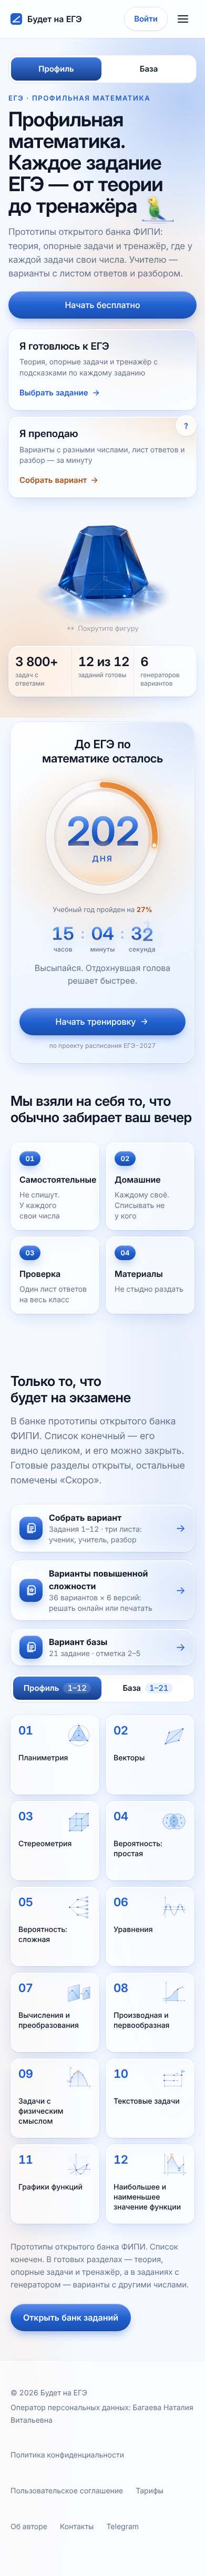 Будет на ЕГЭ
Войти
Профиль
База
ЕГЭ · ПРОФИЛЬНАЯ МАТЕМАТИКА
Профильная
математика.
Каждое задание
ЕГЭ — от теории
до тренажёра
Прототипы открытого банка ФИПИ:
теория, опорные задачи и тренажёр, где у
каждой задачи свои числа. Учителю —
варианты с листом ответов и разбором.
Начать бесплатно
Я готовлюсь к ЕГЭ
Теория, опорные задачи и тренажёр с
подсказками по каждому заданию
Выбрать задание →
?
Я преподаю
Варианты с разными числами, лист ответов и
разбор — за минуту
Собрать вариант →
↔ Покрутите фигуру
3 800+
задач с
ответами
12 из 12
заданий готовы
6
генераторов
вариантов
До ЕГЭ по
математике осталось
202
ДНЯ
Учебный год пройден на 27%
15 : 04 : 32
часов минуты секунда
Высыпайся. Отдохнувшая голова
решает быстрее.
Начать тренировку →
по проекту расписания ЕГЭ-2027
Мы взяли на себя то, что
обычно забирает ваш вечер
01
Самостоятельные
Не спишут.
У каждого
свои числа
02
Домашние
Каждому своё.
Списывать не
у кого
03
Проверка
Один лист ответов
на весь класс
04
Материалы
Не стыдно раздать
Только то, что
будет на экзамене
В банке прототипы открытого банка
ФИПИ. Список конечный — его
видно целиком, и его можно закрыть.
Готовые разделы открыты, остальные
помечены «Скоро».
Собрать вариант
Задания 1–12 · три листа:
ученик, учитель, разбор
→
Варианты повышенной
сложности
36 вариантов × 6 версий:
решать онлайн или печатать
→
Вариант базы
21 задание · отметка 2–5
→
Профиль 1–12
База 1–21
01
Планиметрия
02
Векторы
03
Стереометрия
04
Вероятность:
простая
05
Вероятность:
сложная
06
Уравнения
07
Вычисления и
преобразования
08
Производная и
первообразная
09
Задачи с
физическим
смыслом
10
Текстовые задачи
11
Графики функций
12
Наибольшее и
наименьшее
значение функции
Прототипы открытого банка ФИПИ. Список
конечен. В готовых разделах — теория,
опорные задачи и тренажёр, а в заданиях с
генератором — варианты с другими числами.
Открыть банк заданий
© 2026 Будет на ЕГЭ
Оператор персональных данных: Багаева Наталия
Витальевна
Политика конфиденциальности
Пользовательское соглашение Тарифы
Об авторе Контакты Telegram